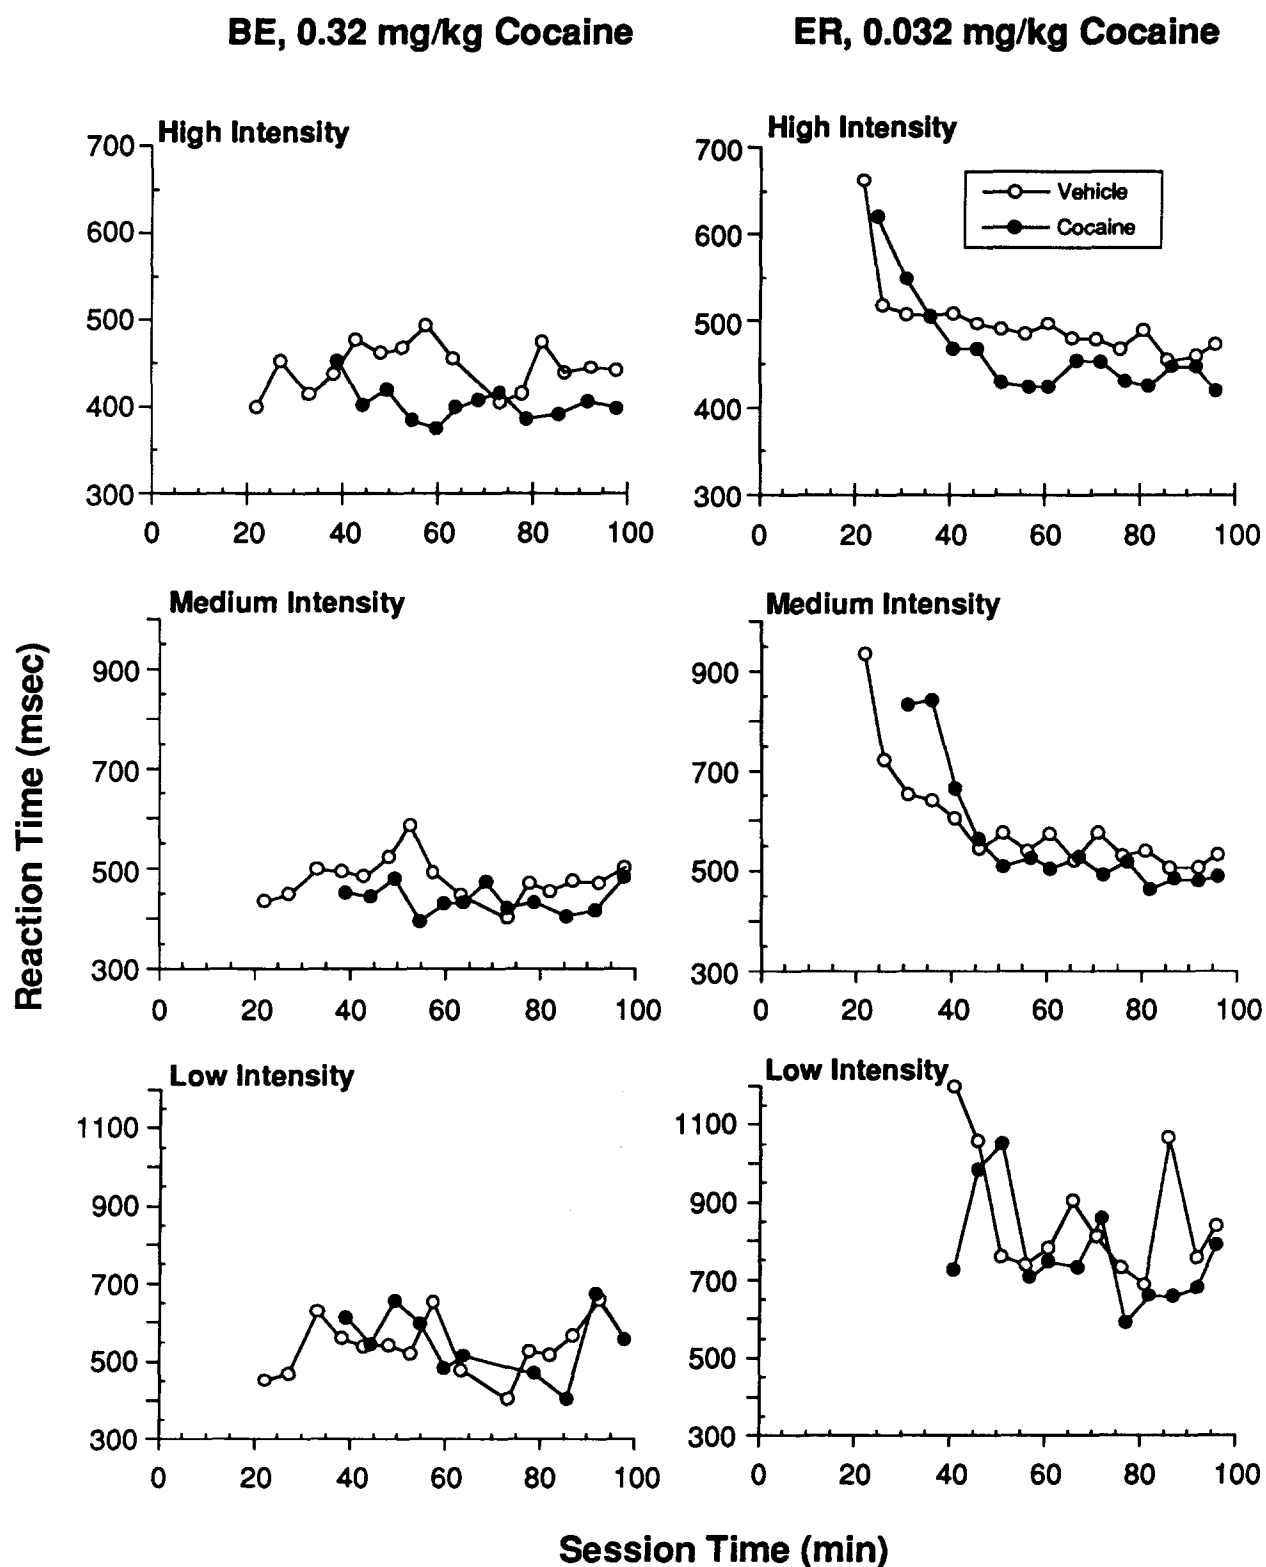 BE, 0.32 mg/kg Cocaine
ER, 0.032 mg/kg Cocaine
High Intensity
700
600
500
400
300
0 20 40 60 80 100
High Intensity
Vehicle
Cocaine
700
600
500
400
300
0 20 40 60 80 100
Reaction Time (msec)
Medium Intensity
900
700
500
300
0 20 40 60 80 100
Medium Intensity
900
700
500
300
0 20 40 60 80 100
Low Intensity
1100
900
700
500
300
0 20 40 60 80 100
Low Intensity
1100
900
700
500
300
0 20 40 60 80 100
Session Time (min)